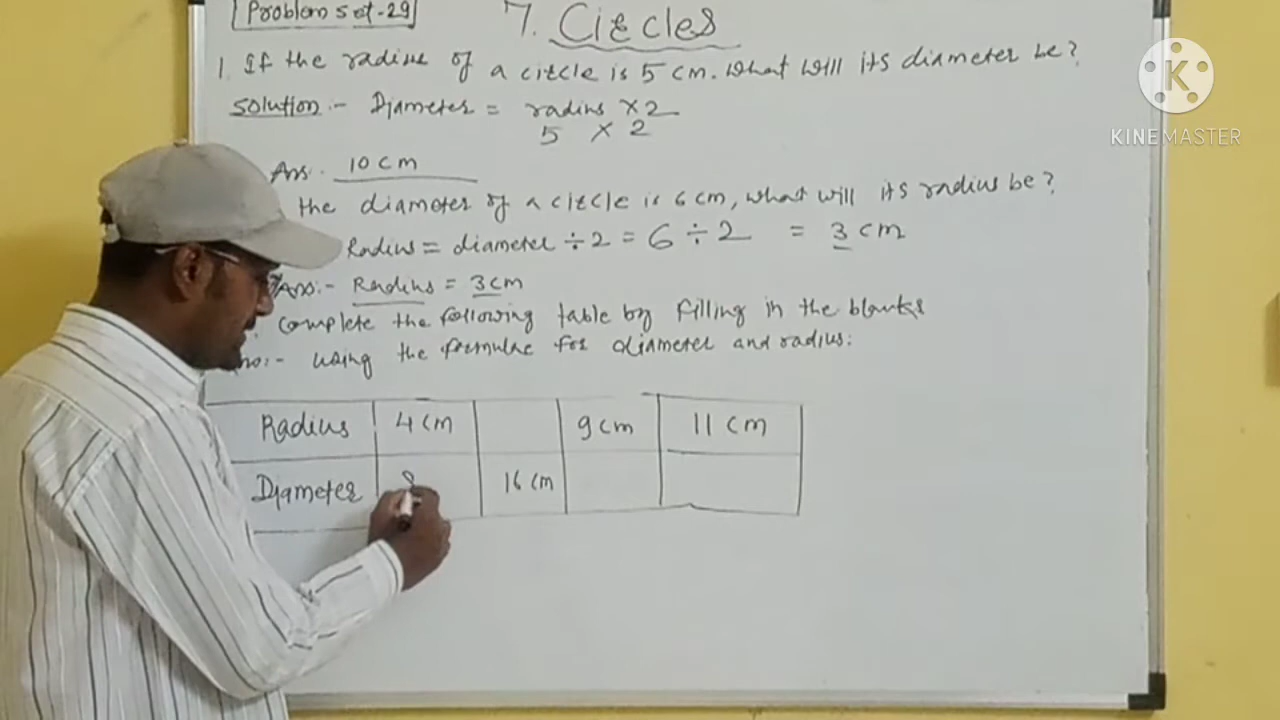 Problem set-29
7. Circles
1. If the radius of a circle is 5 cm. What will its diameter be?
Solution :- Diameter = radius × 2
5 × 2
Ans. 10 cm
the diameter of a circle is 6 cm, what will its radius be?
Radius = diameter ÷ 2 = 6 ÷ 2 = 3 cm
Ans:- Radius = 3 cm
Complete the following table by filling in the blanks
:- using the formulae for diameter and radius:
Radius 4 cm 9 cm 11 cm
Diameter 8 16 cm
K
KINEMASTER